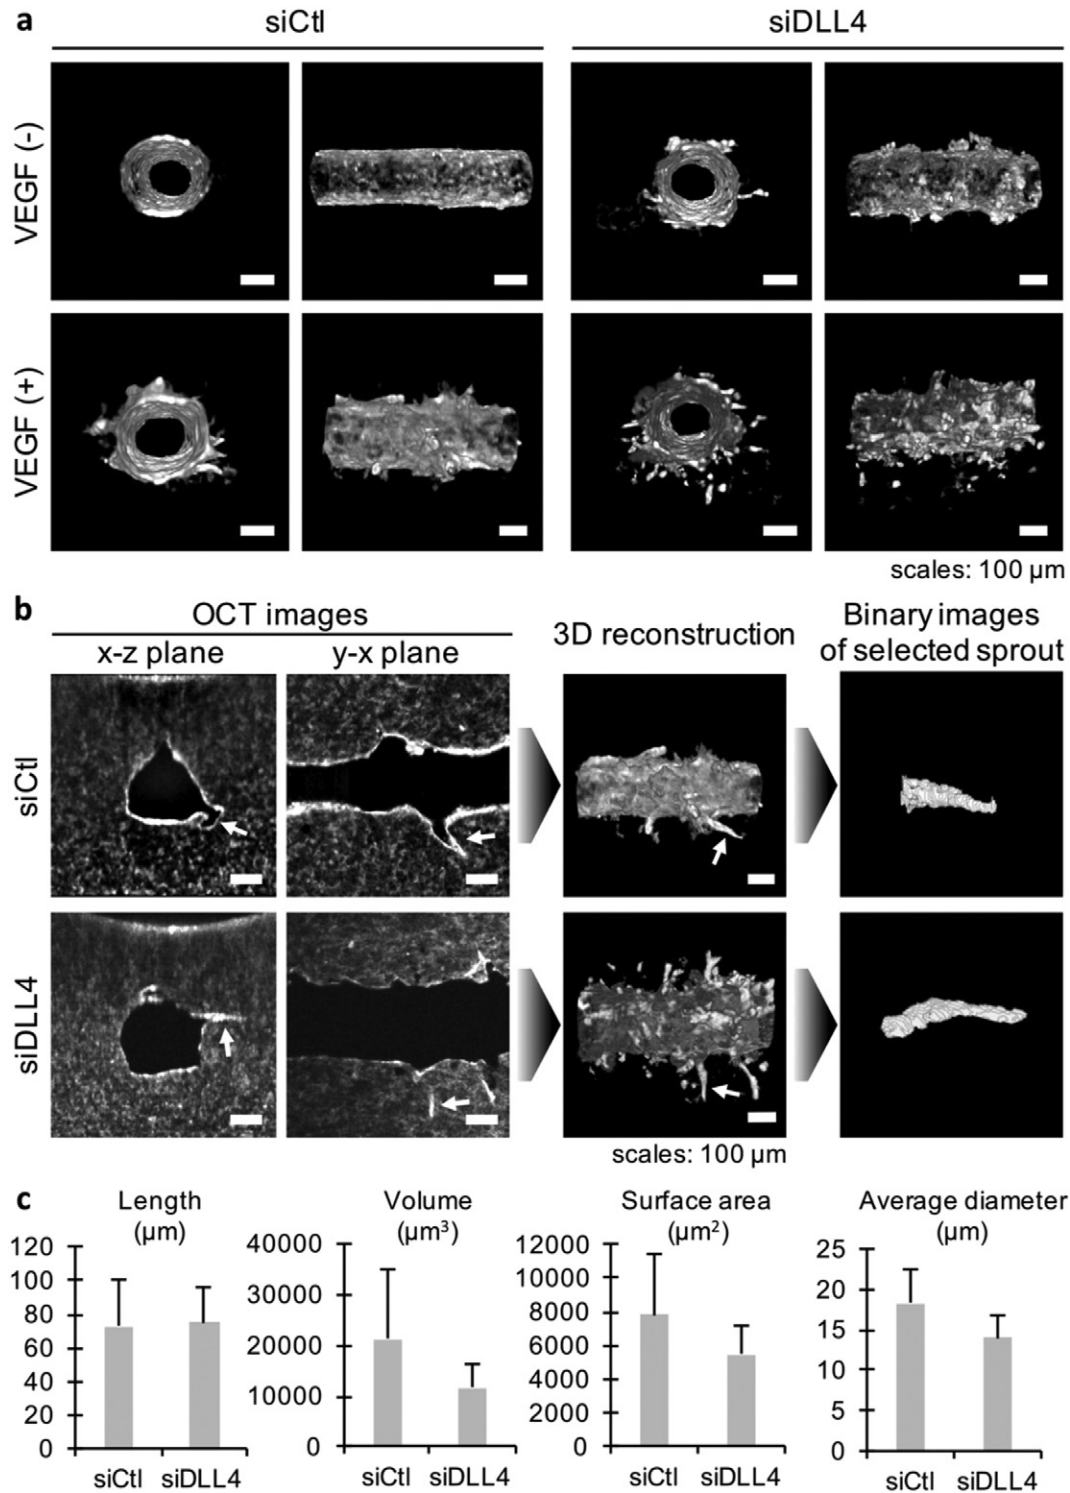 a
siCtl siDLL4
VEGF (-)
VEGF (+)
scales: 100 μm
b
OCT images
x-z plane y-x plane
3D reconstruction
Binary images
of selected sprout
siCtl
siDLL4
scales: 100 μm
c
Length
(μm)
120
100
80
60
40
20
0
siCtl siDLL4
Volume
(μm³)
40000
30000
20000
10000
0
siCtl siDLL4
Surface area
(μm²)
12000
10000
8000
6000
4000
2000
0
siCtl siDLL4
Average diameter
(μm)
25
20
15
10
5
0
siCtl siDLL4